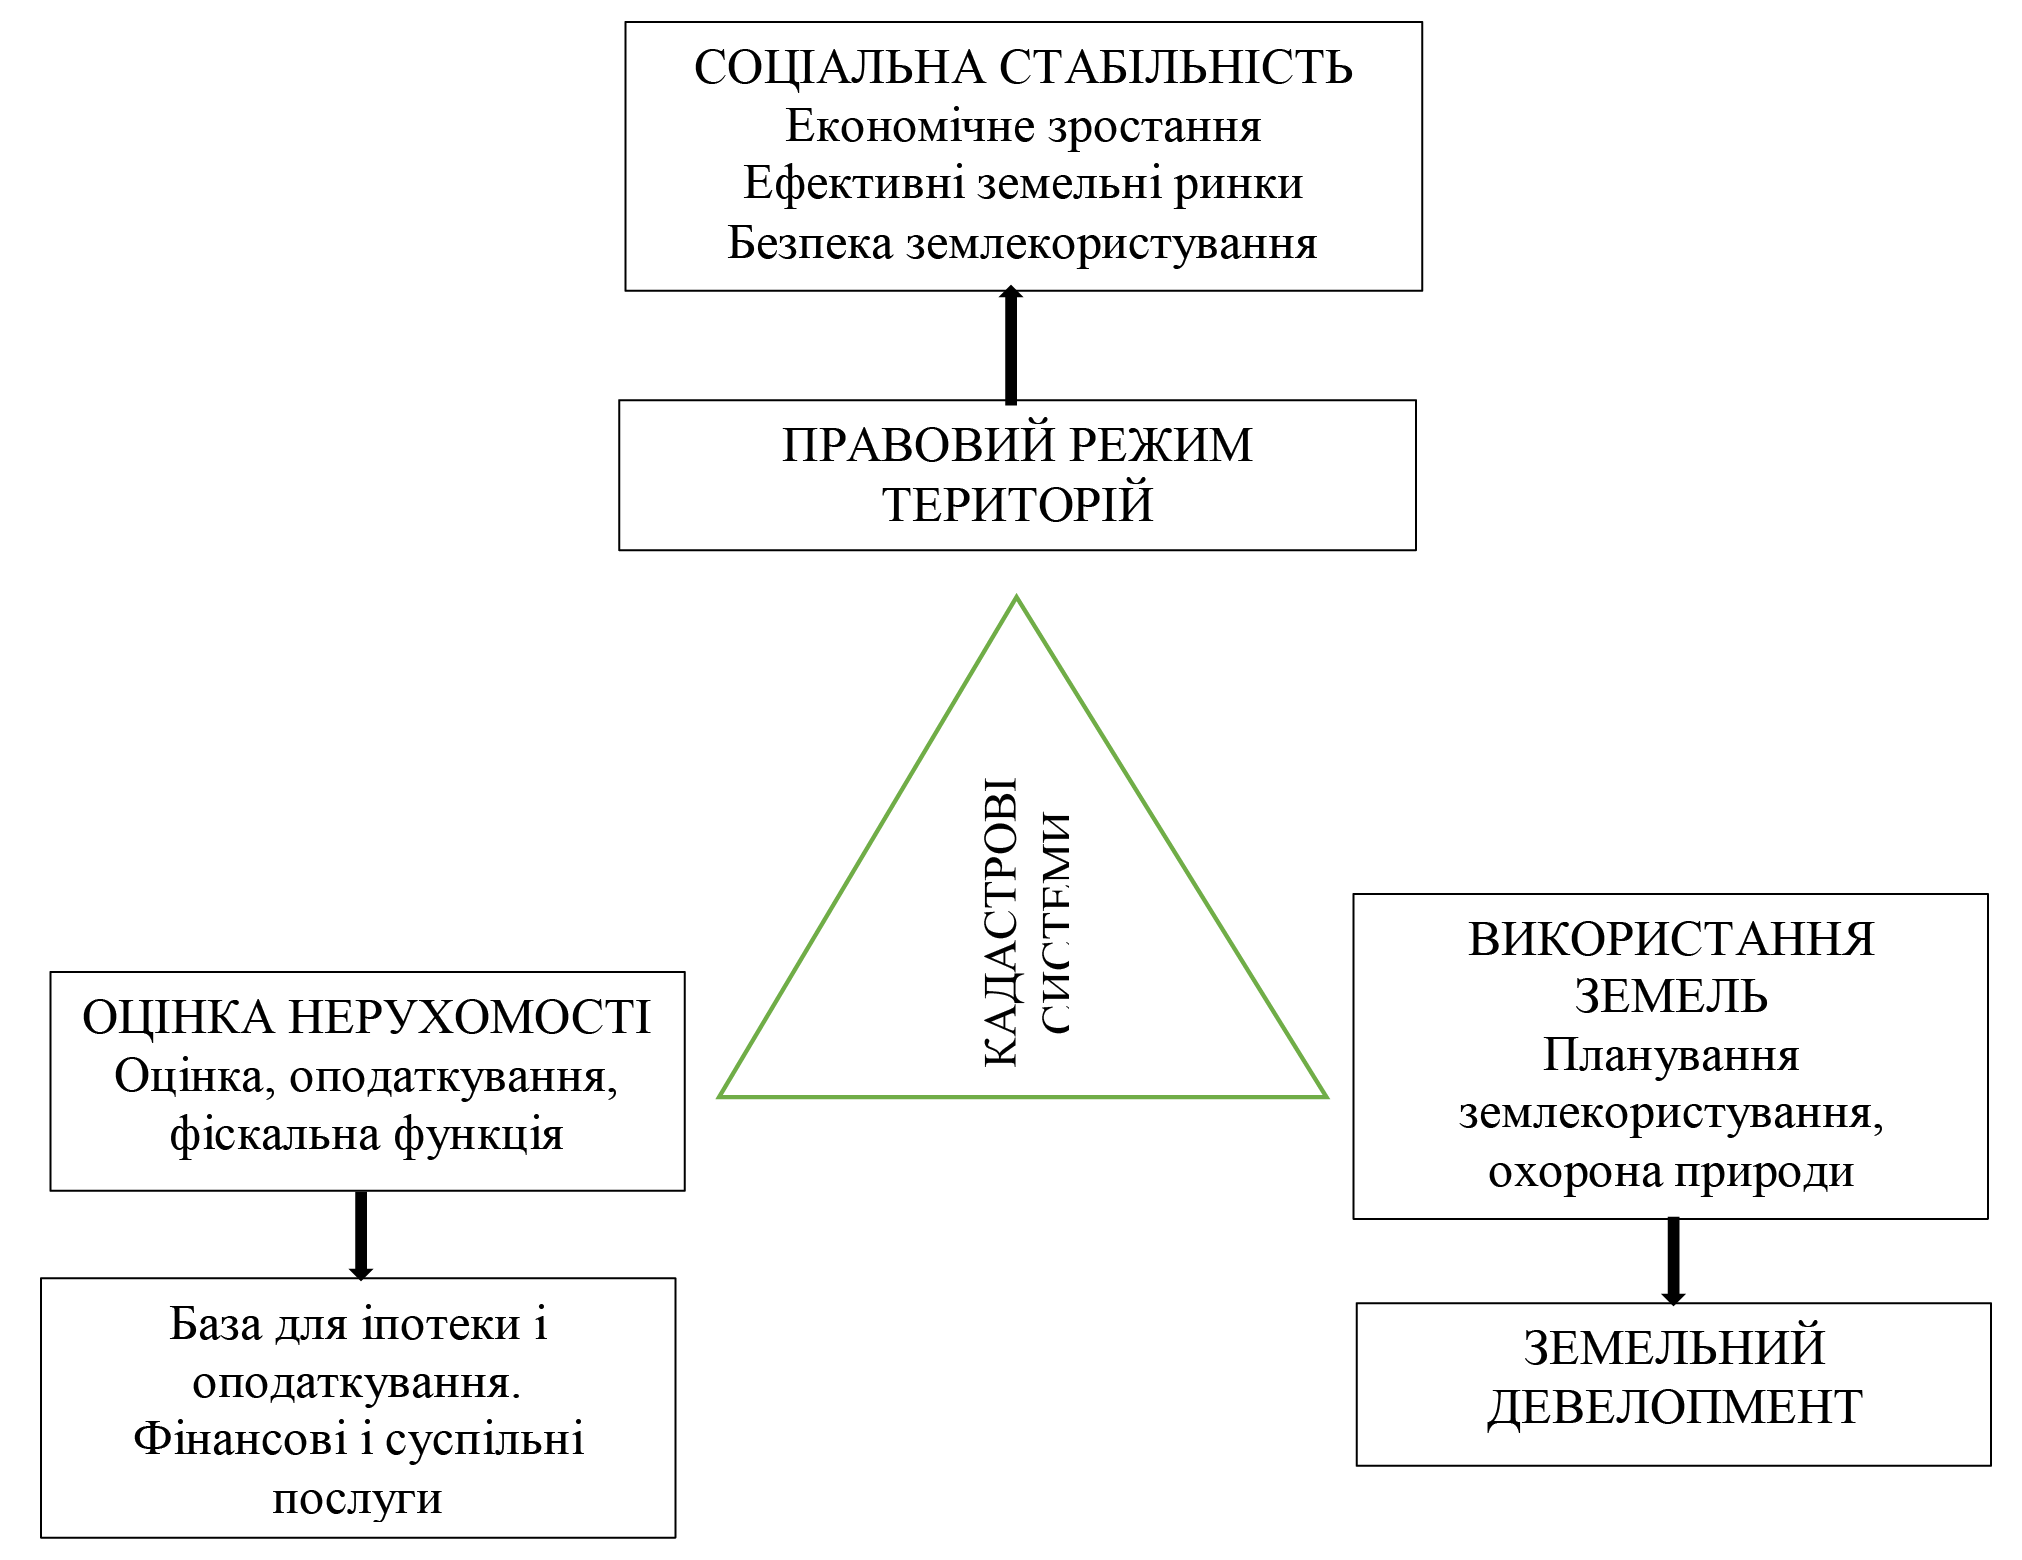 СОЦІАЛЬНА СТАБІЛЬНІСТЬ
Економічне зростання
Ефективні земельні ринки
Безпека землекористування
ПРАВОВИЙ РЕЖИМ
ТЕРИТОРІЙ
КАДАСТРОВІ
СИСТЕМИ
ОЦІНКА НЕРУХОМОСТІ
Оцінка, оподаткування,
фіскальна функція
База для іпотеки і
оподаткування.
Фінансові і суспільні
послуги
ВИКОРИСТАННЯ
ЗЕМЕЛЬ
Планування
землекористування,
охорона природи
ЗЕМЕЛЬНИЙ
ДЕВЕЛОПМЕНТ